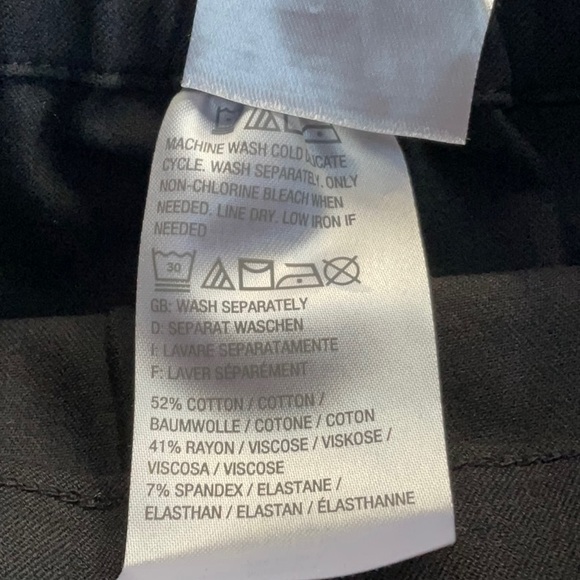 MACHINE WASH COLD DELICATE
CYCLE. WASH SEPARATELY. ONLY
NON-CHLORINE BLEACH WHEN
NEEDED. LINE DRY. LOW IRON IF
NEEDED
30
GB: WASH SEPARATELY
D: SEPARAT WASCHEN
I: LAVARE SEPARATAMENTE
F: LAVER SÉPARÉMENT
52% COTTON / COTTON /
BAUMWOLLE / COTONE / COTON
41% RAYON / VISCOSE / VISKOSE /
VISCOSA / VISCOSE
7% SPANDEX / ELASTANE /
ELASTHAN / ELASTAN / ÉLASTHANNE